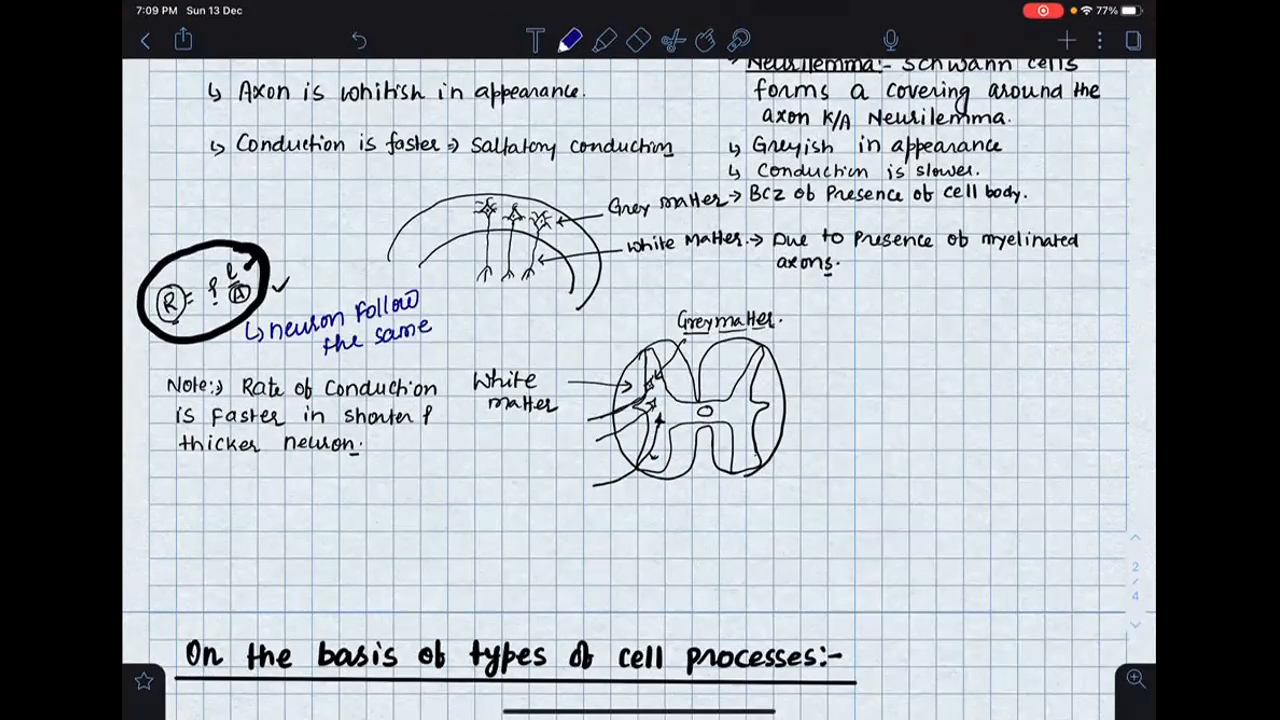 7:09 PM Sun 13 Dec
77%
↳ Axon is whitish in appearance.
↳ Conduction is faster ⇒ Saltatory conduction
Neurilemma:- Schwann cells
forms a covering around the
axon K/A Neurilemma.
↳ Greyish in appearance
↳ Conduction is slower.
Grey matter → Bcz of Presence of cell body.
White Matter. → Due to Presence of myelinated
axons.
R = ρ l/A
↳ neuron follow
the same
Note:⇒ Rate of Conduction
is faster in shorter &
thicker neuron.
Grey matter.
White
matter
2
/
4
On the basis of types of cell processes:-